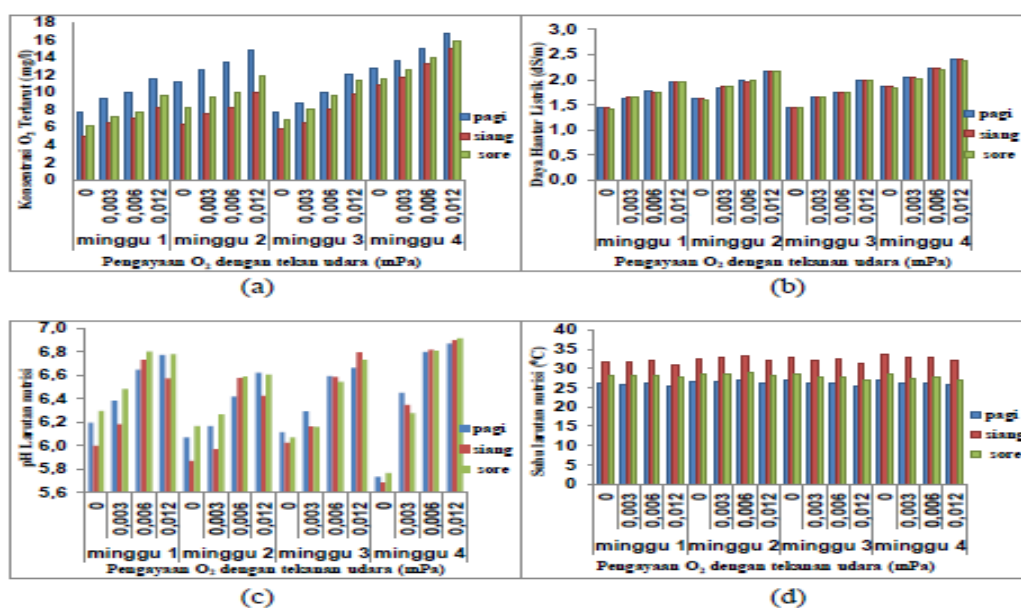 Konsentrasi O2 Terlarut (mg/l)
18
16
14
12
10
8
6
4
2
0
pagi
siang
sore
0 0,003 0,006 0,012 0 0,003 0,006 0,012 0 0,003 0,006 0,012 0 0,003 0,006 0,012
minggu 1 minggu 2 minggu 3 minggu 4
Pengayaan O2 dengan tekan udara (mPa)
(a)
Daya Hantar Listrik (dS/m)
3,0
2,5
2,0
1,5
1,0
0,5
0,0
pagi
siang
sore
0 0,003 0,006 0,012 0 0,003 0,006 0,012 0 0,003 0,006 0,012 0 0,003 0,006 0,012
minggu 1 minggu 2 minggu 3 minggu 4
Pengayaan O2 dengan tekanan udara (mPa)
(b)
pH Larutan nutrisi
7,0
6,8
6,6
6,4
6,2
6,0
5,8
5,6
pagi
siang
sore
0 0,003 0,006 0,012 0 0,003 0,006 0,012 0 0,003 0,006 0,012 0 0,003 0,006 0,012
minggu 1 minggu 2 minggu 3 minggu 4
Pengayaan O2 dengan tekanan udara (mPa)
(c)
Suhu larutan nutrisi (⁰C)
40
35
30
25
20
15
10
5
0
pagi
siang
sore
0 0,003 0,006 0,012 0 0,003 0,006 0,012 0 0,003 0,006 0,012 0 0,003 0,006 0,012
minggu 1 minggu 2 minggu 3 minggu 4
Pengayaan O2 dengan tekanan udara (mPa)
(d)